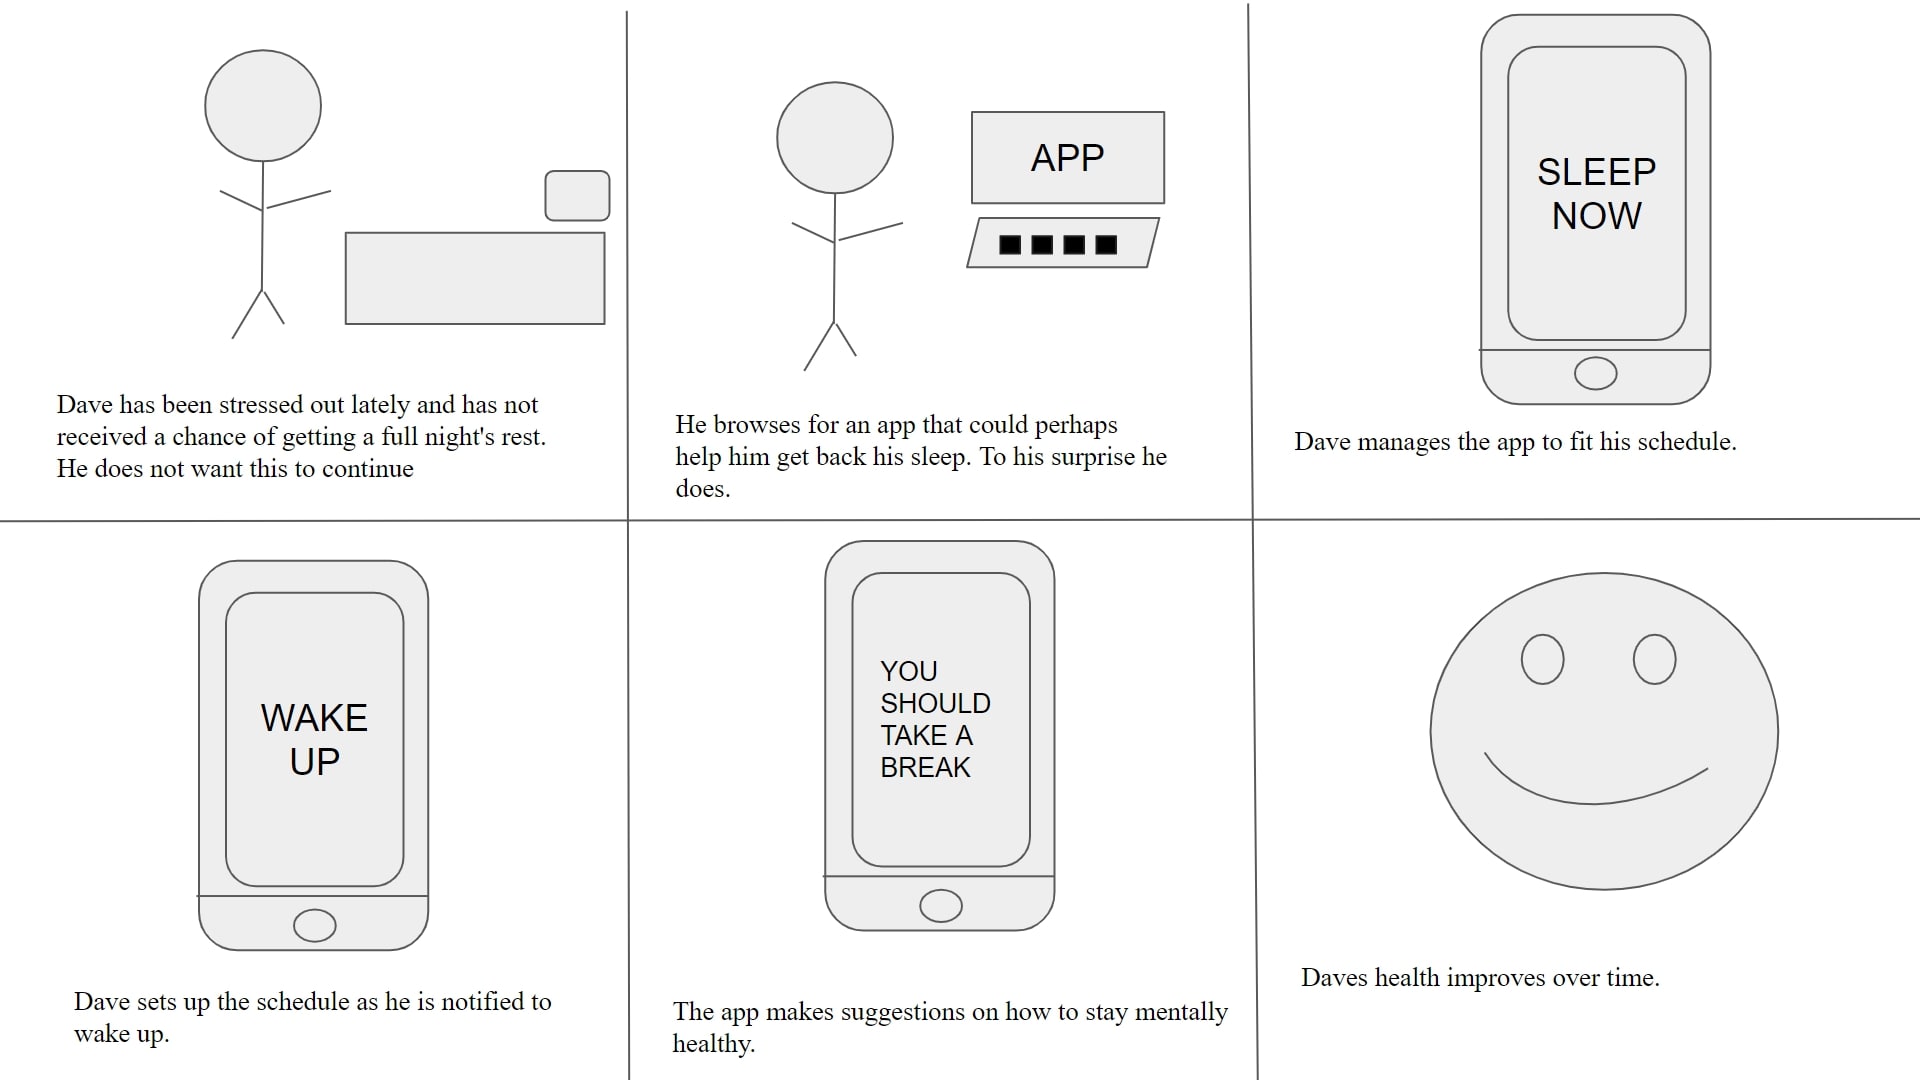 Dave has been stressed out lately and has not
received a chance of getting a full night's rest.
He does not want this to continue
APP
He browses for an app that could perhaps
help him get back his sleep. To his surprise he
does.
SLEEP
NOW
Dave manages the app to fit his schedule.
WAKE
UP
Dave sets up the schedule as he is notified to
wake up.
YOU
SHOULD
TAKE A
BREAK
The app makes suggestions on how to stay mentally
healthy.
Daves health improves over time.